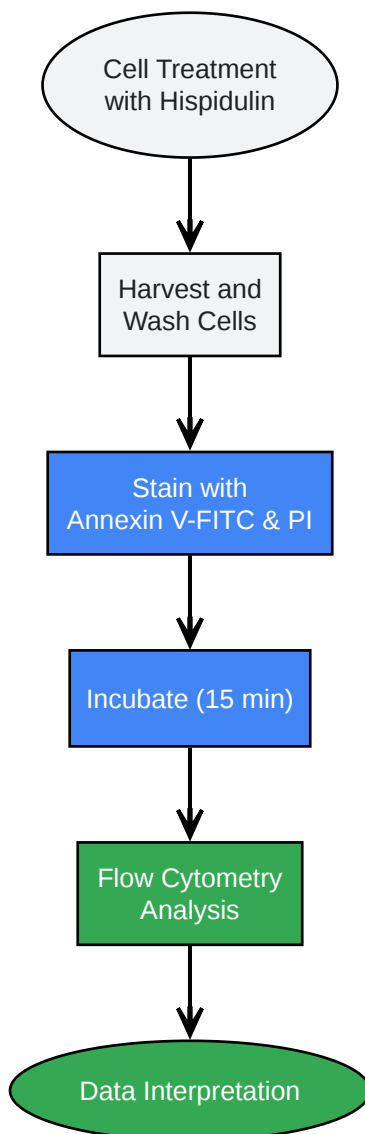 Cell Treatment
with Hispidulin
Harvest and
Wash Cells
Stain with
Annexin V-FITC & PI
Incubate (15 min)
Flow Cytometry
Analysis
Data Interpretation